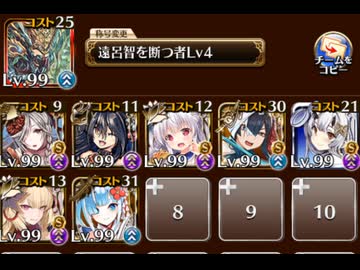 コスト25
称号変更
遠呂智を断つ者Lv4
チームを
コピー
Lv.99
コスト9
コスト11
コスト12
コスト30
コスト21
S
S
S
S
Lv.99
Lv.99
Lv.99
Lv.99
Lv.99
コスト13
コスト31
8
9
10
S
Lv.99
Lv.99